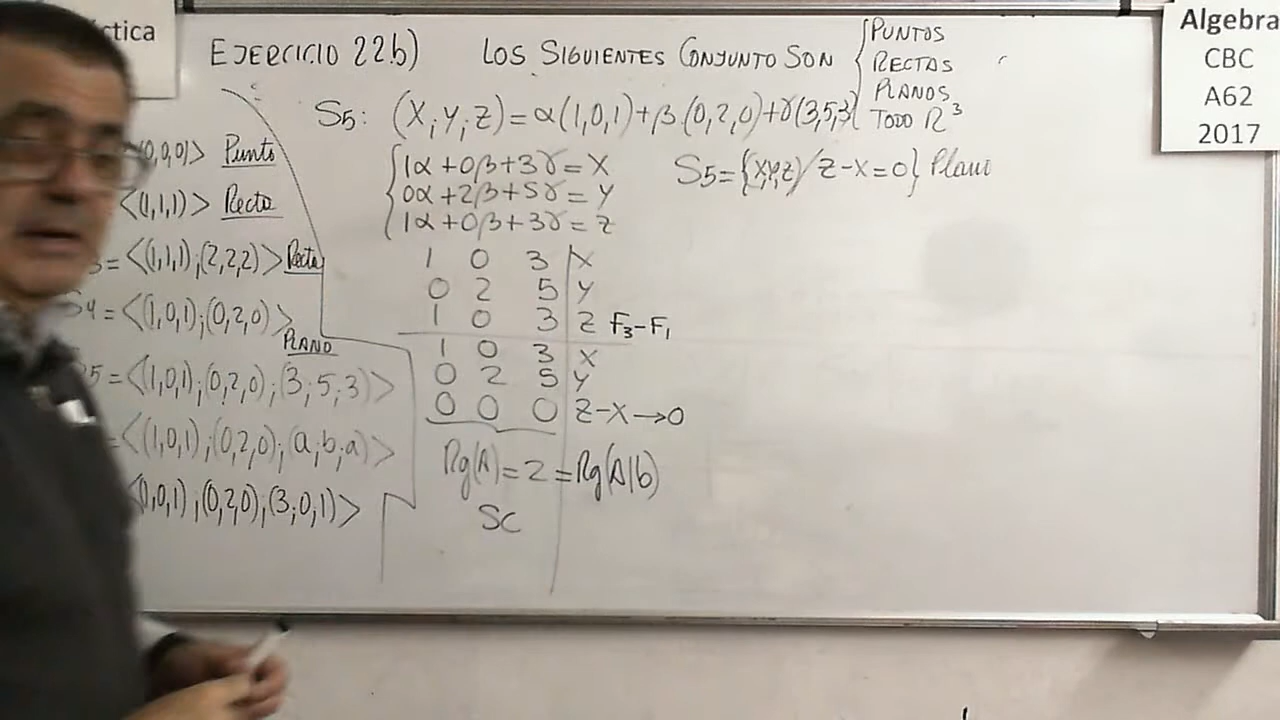 ctica
EJERCICIO 22b) LOS SIGUIENTES CONJUNTO SON { PUNTOS
RECTAS
PLANOS
TODO R³
Algebra
CBC
A62
2017
S5: (X;Y;Z)=α(1,0,1)+β.(0,2,0)+γ(3,5,3)
{1α+0β+3γ=X
0α+2β+5γ=Y
1α+0β+3γ=Z
S5={(X,Y,Z)/Z-X=0} Plano
1 0 3 | X
0 2 5 | Y
1 0 3 | Z F3-F1
1 0 3 | X
0 2 5 | Y
0 0 0 | Z-X→0
Rg(A)=2=Rg(A|b)
SC
(0,0,0)> Punto
<(1,1,1)> Recta
3=<(1,1,1);(2,2,2)> Recta
S4=<(1,0,1);(0,2,0)>
PLANO
5=<(1,0,1);(0,2,0);(3;5;3)>
=<(1,0,1);(0,2,0);(a;b;a)>
0,0,1);(0,2,0);(3;0,1)>